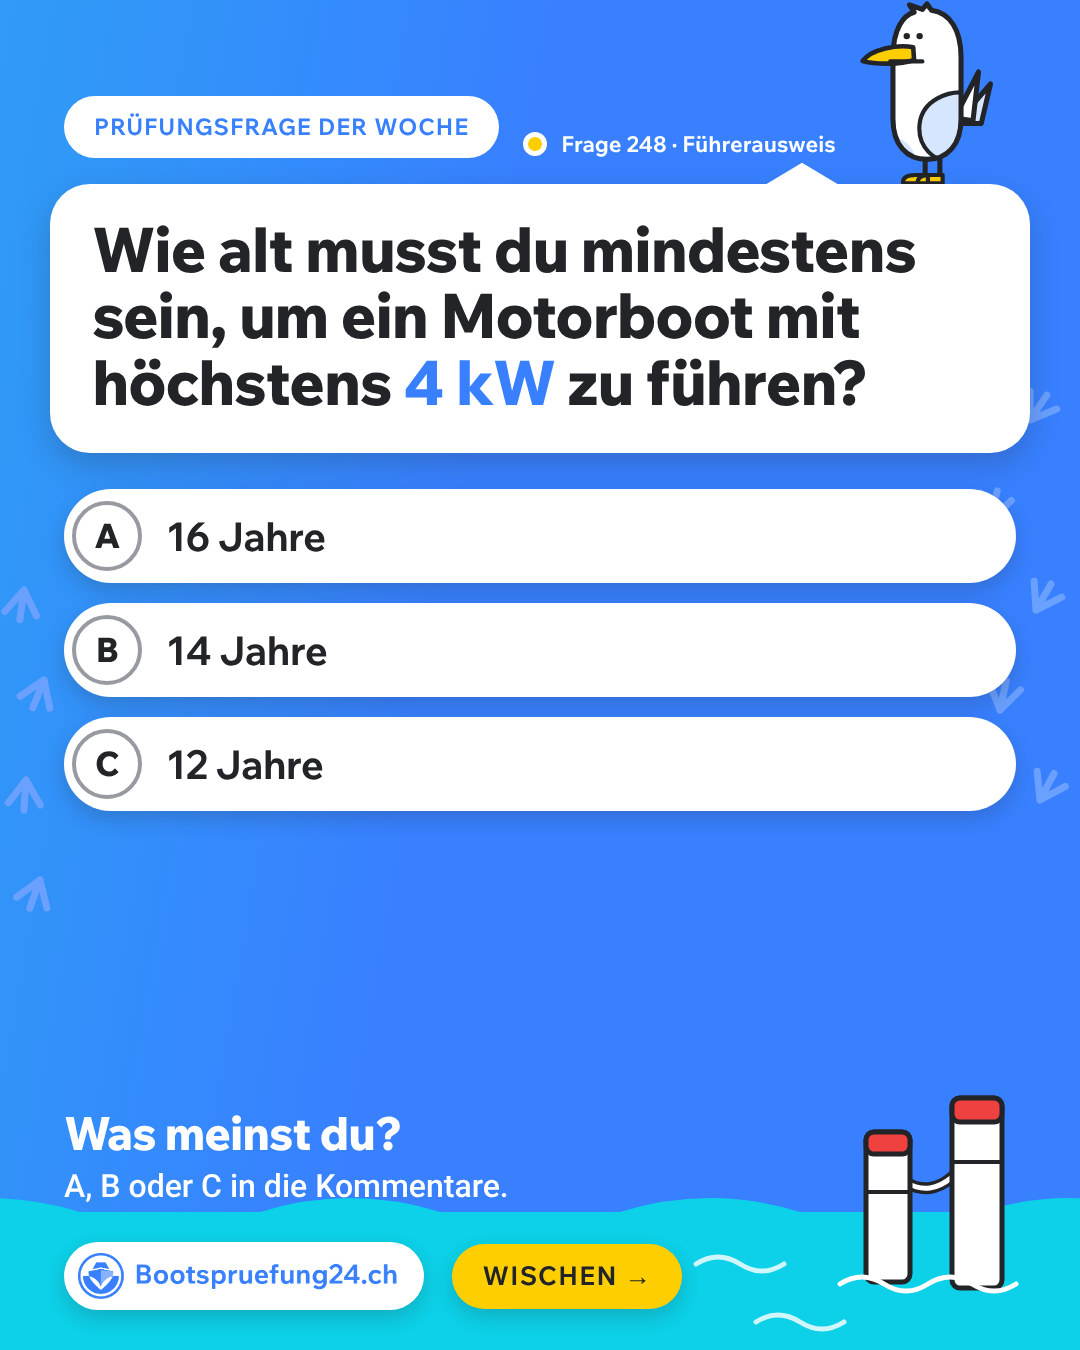 PRÜFUNGSFRAGE DER WOCHE
Frage 248 · Führerausweis
Wie alt musst du mindestens
sein, um ein Motorboot mit
höchstens 4 kW zu führen?
A 16 Jahre
B 14 Jahre
C 12 Jahre
Was meinst du?
A, B oder C in die Kommentare.
Bootspruefung24.ch
WISCHEN →